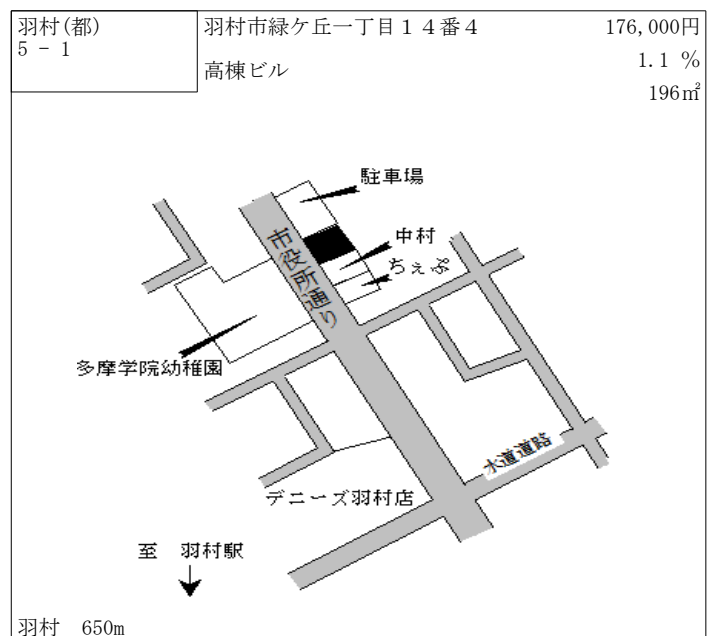 羽村(都)
5 - 1
羽村市緑ケ丘一丁目１４番４
176,000円
高棟ビル
1.1 %
196㎡
駐車場
市役所通り
中村
ちぇぷ
多摩学院幼稚園
水道道路
デニーズ羽村店
至 羽村駅
羽村 650m